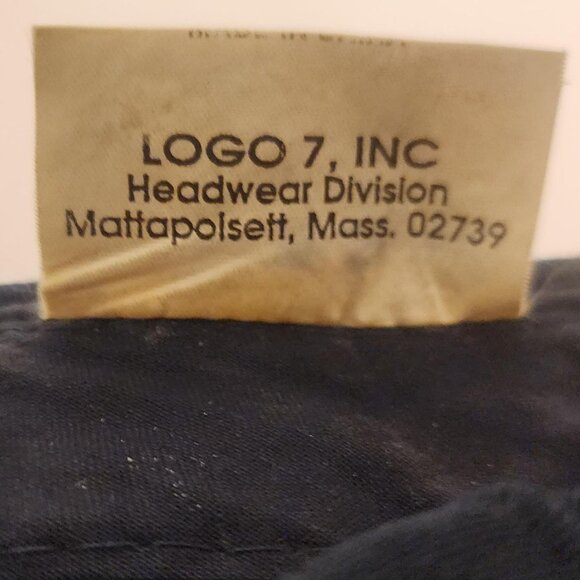 LOGO 7, INC
Headwear Division
Mattapoisett, Mass. 02739